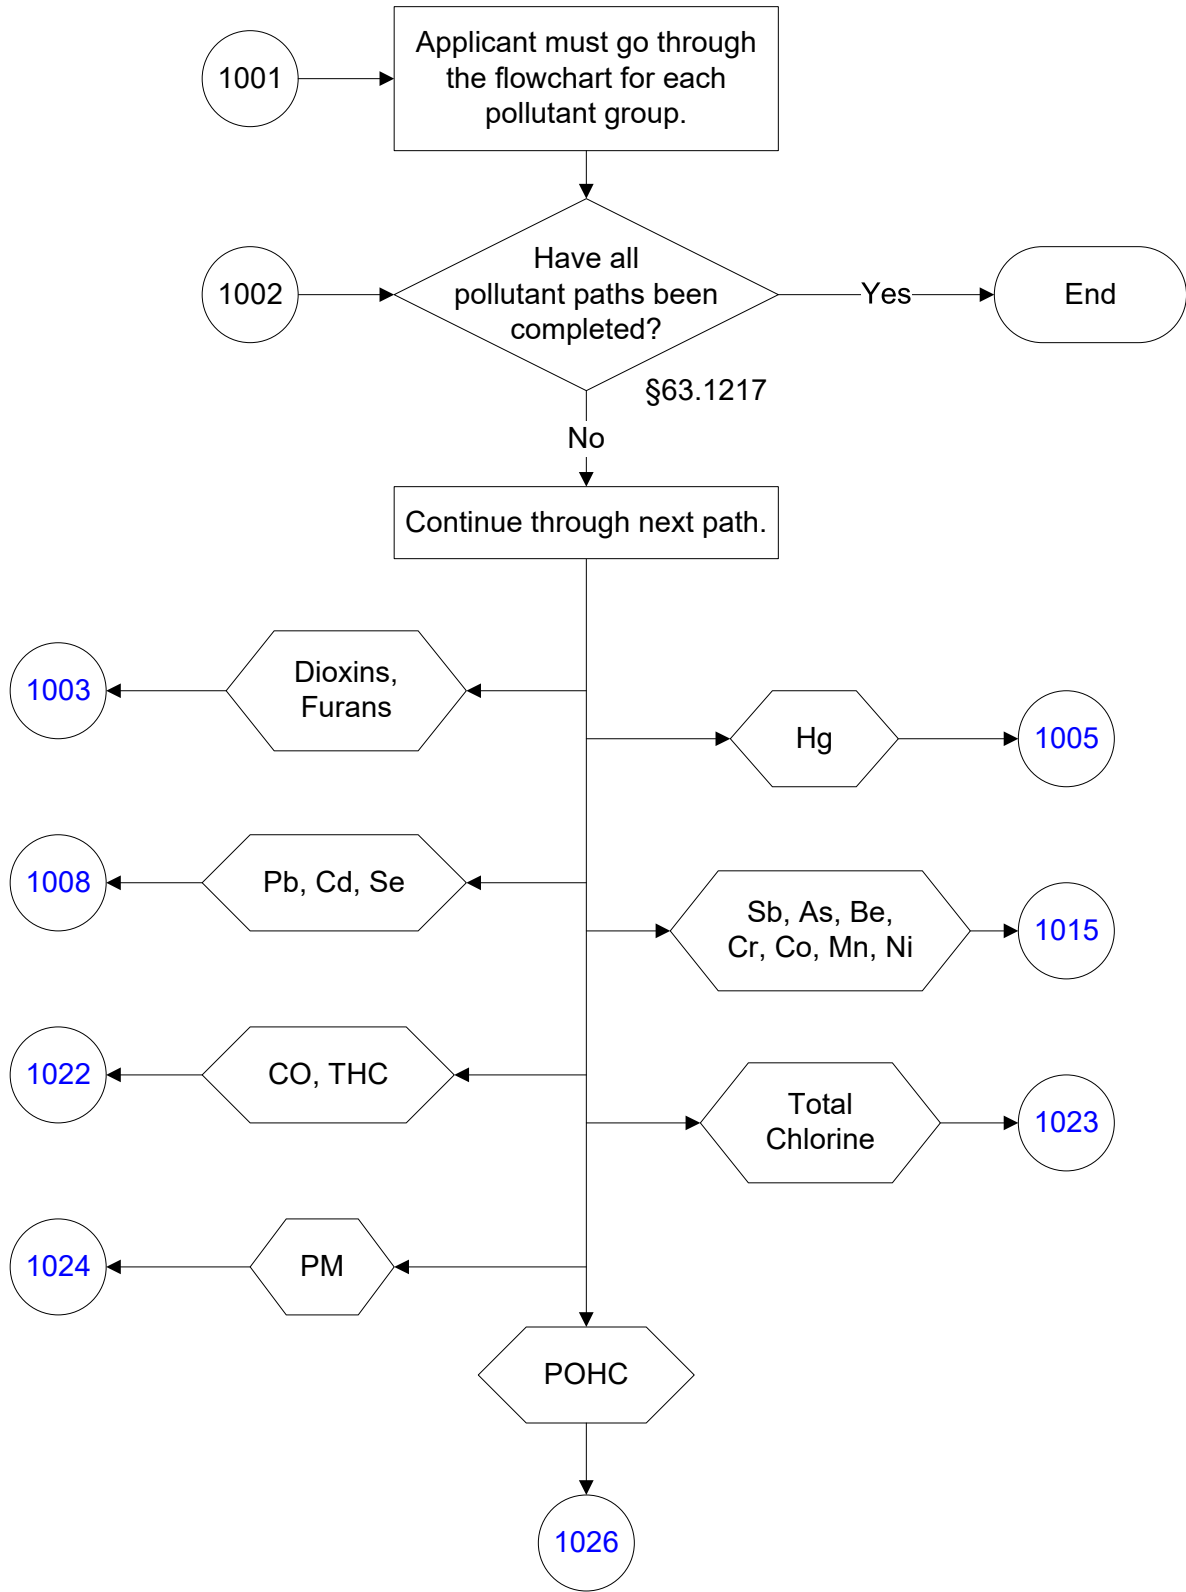 1001
Applicant must go through
the flowchart for each
pollutant group.
1002
Have all
pollutant paths been
completed?
Yes
End
§63.1217
No
Continue through next path.
1003
Dioxins,
Furans
Hg
1005
1008
Pb, Cd, Se
Sb, As, Be,
Cr, Co, Mn, Ni
1015
1022
CO, THC
Total
Chlorine
1023
1024
PM
POHC
1026